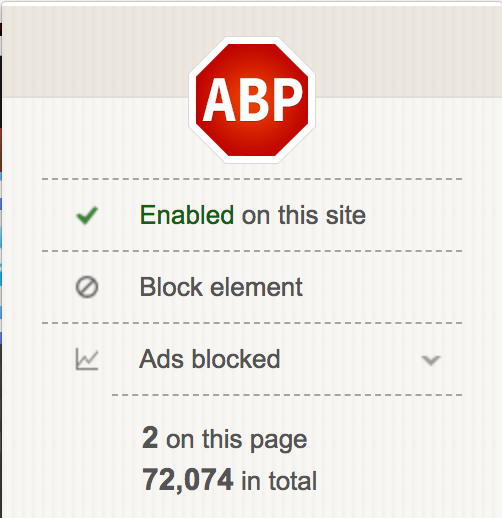 ABP
Enabled on this site
Block element
Ads blocked
2 on this page
72,074 in total